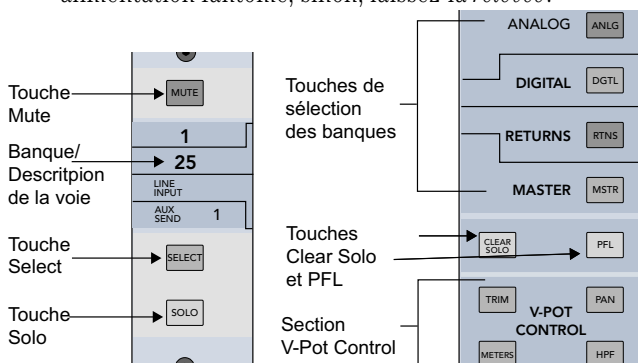 alimentation fantôme, sinon, laissez-la
Touche
Mute
MUTE
Banque/
Descritpion
de la voie
1
25
LINE
INPUT
AUX
SEND
1
Touche
Select
SELECT
Touche
Solo
SOLO
Touches de
sélection
des banques
ANALOG
ANLG
DIGITAL
DGTL
RETURNS
RTNS
MASTER
MSTR
Touches
Clear Solo
et PFL
CLEAR
SOLO
PFL
Section
V-Pot Control
TRIM
V-POT
CONTROL
PAN
METERS
HPF